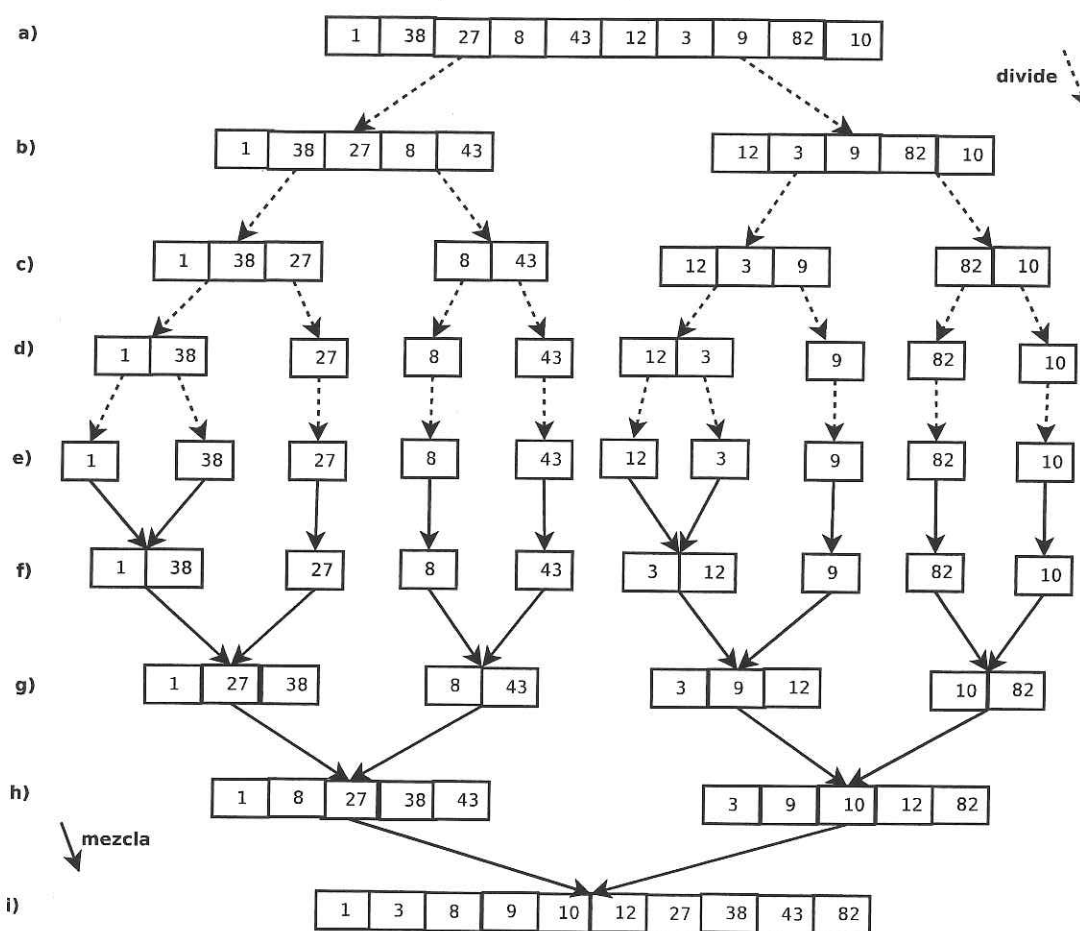 a) 1 38 27 8 43 12 3 9 82 10
divide
b) 1 38 27 8 43 12 3 9 82 10
c) 1 38 27 8 43 12 3 9 82 10
d) 1 38 27 8 43 12 3 9 82 10
e) 1 38 27 8 43 12 3 9 82 10
f) 1 38 27 8 43 3 12 9 82 10
g) 1 27 38 8 43 3 9 12 10 82
h) 1 8 27 38 43 3 9 10 12 82
mezcla
i) 1 3 8 9 10 12 27 38 43 82